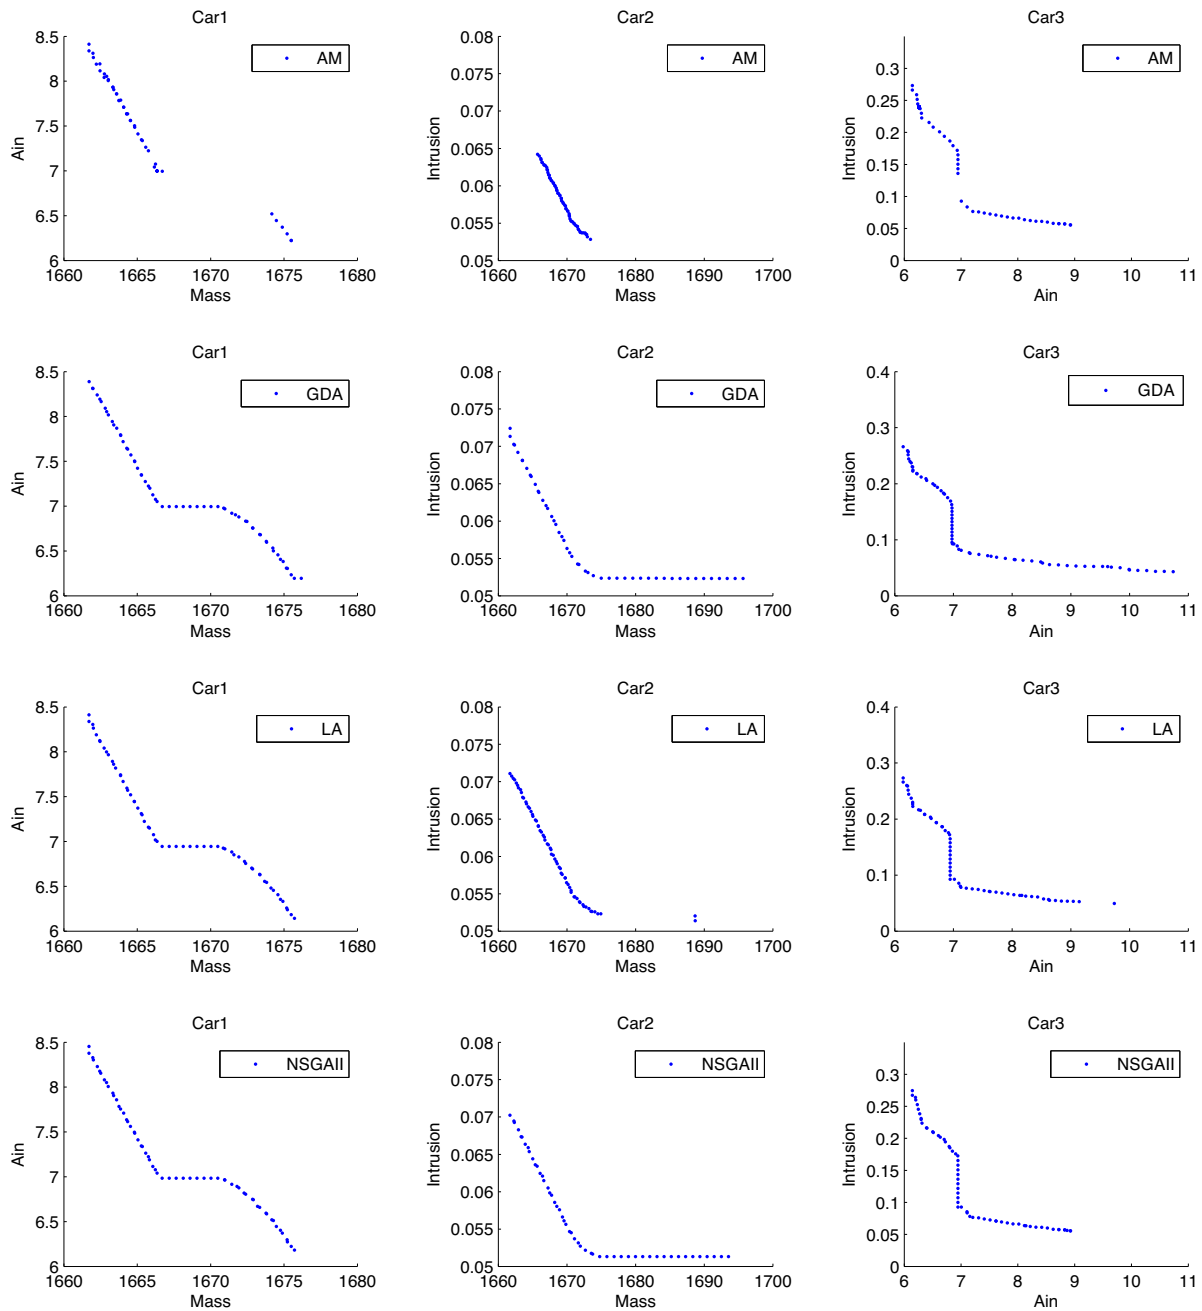 Car1
Car2
Car3
8.5
8
7.5
7
6.5
6
Ain
AM
1660
1665
1670
1675
1680
Mass
0.08
0.075
0.07
0.065
0.06
0.055
0.05
Intrusion
AM
1660
1670
1680
1690
1700
Mass
0.3
0.25
0.2
0.15
0.1
0.05
0
Intrusion
AM
6
7
8
9
10
11
Ain
Car1
Car2
Car3
8.5
8
7.5
7
6.5
6
Ain
GDA
1660
1665
1670
1675
1680
Mass
0.08
0.075
0.07
0.065
0.06
0.055
0.05
Intrusion
GDA
1660
1670
1680
1690
1700
Mass
0.4
0.3
0.2
0.1
0
Intrusion
GDA
6
7
8
9
10
11
Ain
Car1
Car2
Car3
8.5
8
7.5
7
6.5
6
Ain
LA
1660
1665
1670
1675
1680
Mass
0.08
0.075
0.07
0.065
0.06
0.055
0.05
Intrusion
LA
1660
1670
1680
1690
1700
Mass
0.4
0.3
0.2
0.1
0
Intrusion
LA
6
7
8
9
10
11
Ain
Car1
Car2
Car3
8.5
8
7.5
7
6.5
6
Ain
NSGAII
1660
1665
1670
1675
1680
Mass
0.08
0.075
0.07
0.065
0.06
0.055
0.05
Intrusion
NSGAII
1660
1670
1680
1690
1700
Mass
0.3
0.25
0.2
0.15
0.1
0.05
0
Intrusion
NSGAII
6
7
8
9
10
11
Ain